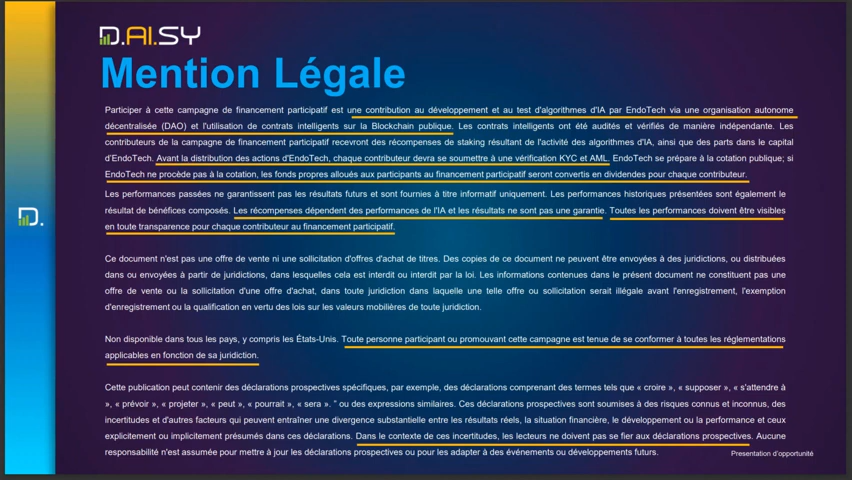 D.AI.SY
Mention Légale
Participer à cette campagne de financement participatif est une contribution au développement et au test d'algorithmes d'IA par EndoTech via une organisation autonome
décentralisée (DAO) et l'utilisation de contrats intelligents sur la Blockchain publique. Les contrats intelligents ont été audités et vérifiés de manière indépendante. Les
contributeurs de la campagne de financement participatif recevront des récompenses de staking résultant de l'activité des algorithmes d'IA, ainsi que des parts dans le capital
d'EndoTech. Avant la distribution des actions d'EndoTech, chaque contributeur devra se soumettre à une vérification KYC et AML. EndoTech se prépare à la cotation publique; si
EndoTech ne procède pas à la cotation, les fonds propres alloués aux participants au financement participatif seront convertis en dividendes pour chaque contributeur.
Les performances passées ne garantissent pas les résultats futurs et sont fournies à titre informatif uniquement. Les performances historiques présentées sont également le
résultat de bénéfices composés. Les récompenses dépendent des performances de l'IA et les résultats ne sont pas une garantie. Toutes les performances doivent être visibles
en toute transparence pour chaque contributeur au financement participatif.
D.
Ce document n'est pas une offre de vente ni une sollicitation d'offres d'achat de titres. Des copies de ce document ne peuvent être envoyées à des juridictions, ou distribuées
dans ou envoyées à partir de juridictions, dans lesquelles cela est interdit ou interdit par la loi. Les informations contenues dans le présent document ne constituent pas une
offre de vente ou la sollicitation d'une offre d'achat, dans toute juridiction dans laquelle une telle offre ou sollicitation serait illégale avant l'enregistrement, l'exemption
d'enregistrement ou la qualification en vertu des lois sur les valeurs mobilières de toute juridiction.
Non disponible dans tous les pays, y compris les États-Unis. Toute personne participant ou promouvant cette campagne est tenue de se conformer à toutes les réglementations
applicables en fonction de sa juridiction.
Cette publication peut contenir des déclarations prospectives spécifiques, par exemple, des déclarations comprenant des termes tels que « croire », « supposer », « s'attendre à
», « prévoir », « projeter », « peut », « pourrait », « sera ». " ou des expressions similaires. Ces déclarations prospectives sont soumises à des risques connus et inconnus, des
incertitudes et d'autres facteurs qui peuvent entraîner une divergence substantielle entre les résultats réels, la situation financière, le développement ou la performance et ceux
explicitement ou implicitement présumés dans ces déclarations. Dans le contexte de ces incertitudes, les lecteurs ne doivent pas se fier aux déclarations prospectives. Aucune
responsabilité n'est assumée pour mettre à jour les déclarations prospectives ou pour les adapter à des événements ou développements futurs.
Presentation d'opportunité